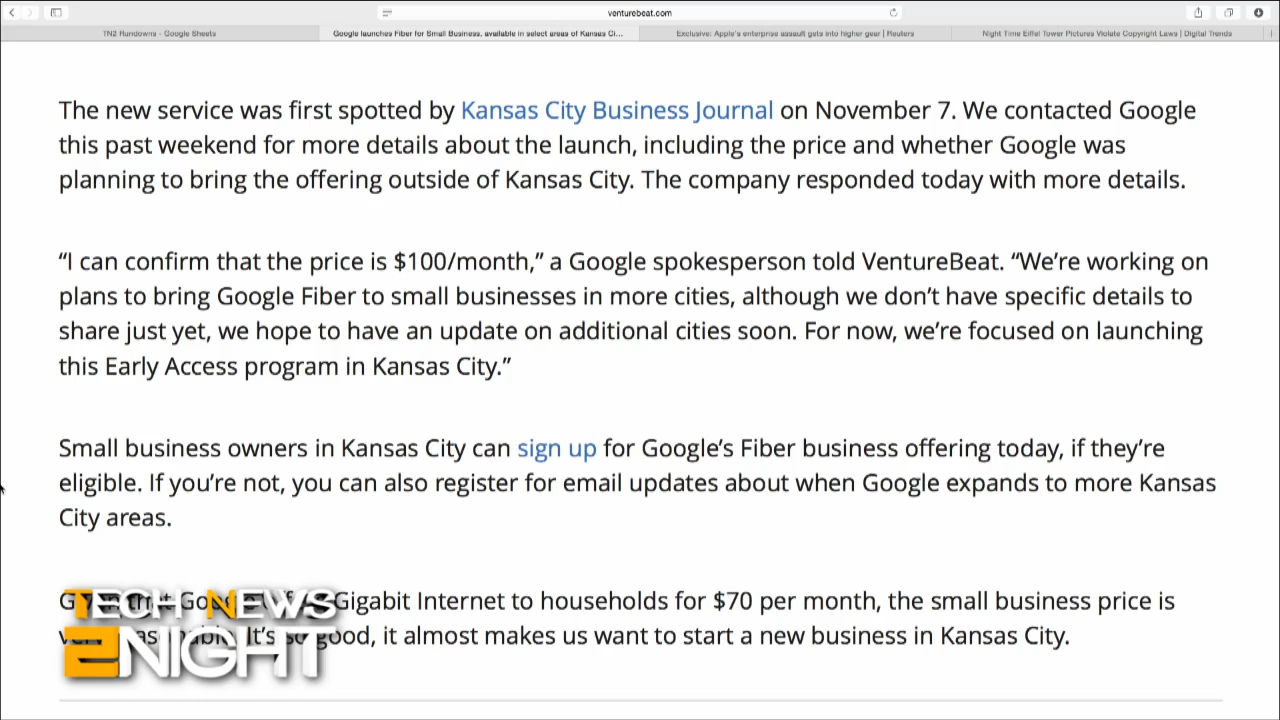 venturebeat.com
TN2 Rundowns - Google Sheets
Google launches Fiber for Small Business, available in select areas of Kansas Ci...
Exclusive: Apple's enterprise assault gets into higher gear | Reuters
Night Time Eiffel Tower Pictures Violate Copyright Laws | Digital Trends
The new service was first spotted by Kansas City Business Journal on November 7. We contacted Google
this past weekend for more details about the launch, including the price and whether Google was
planning to bring the offering outside of Kansas City. The company responded today with more details.
“I can confirm that the price is $100/month,” a Google spokesperson told VentureBeat. “We’re working on
plans to bring Google Fiber to small businesses in more cities, although we don’t have specific details to
share just yet, we hope to have an update on additional cities soon. For now, we’re focused on launching
this Early Access program in Kansas City.”
Small business owners in Kansas City can sign up for Google’s Fiber business offering today, if they’re
eligible. If you’re not, you can also register for email updates about when Google expands to more Kansas
City areas.
Gigabit Internet to households for $70 per month, the small business price is
It’s so good, it almost makes us want to start a new business in Kansas City.
TECH NEWS
2NIGHT